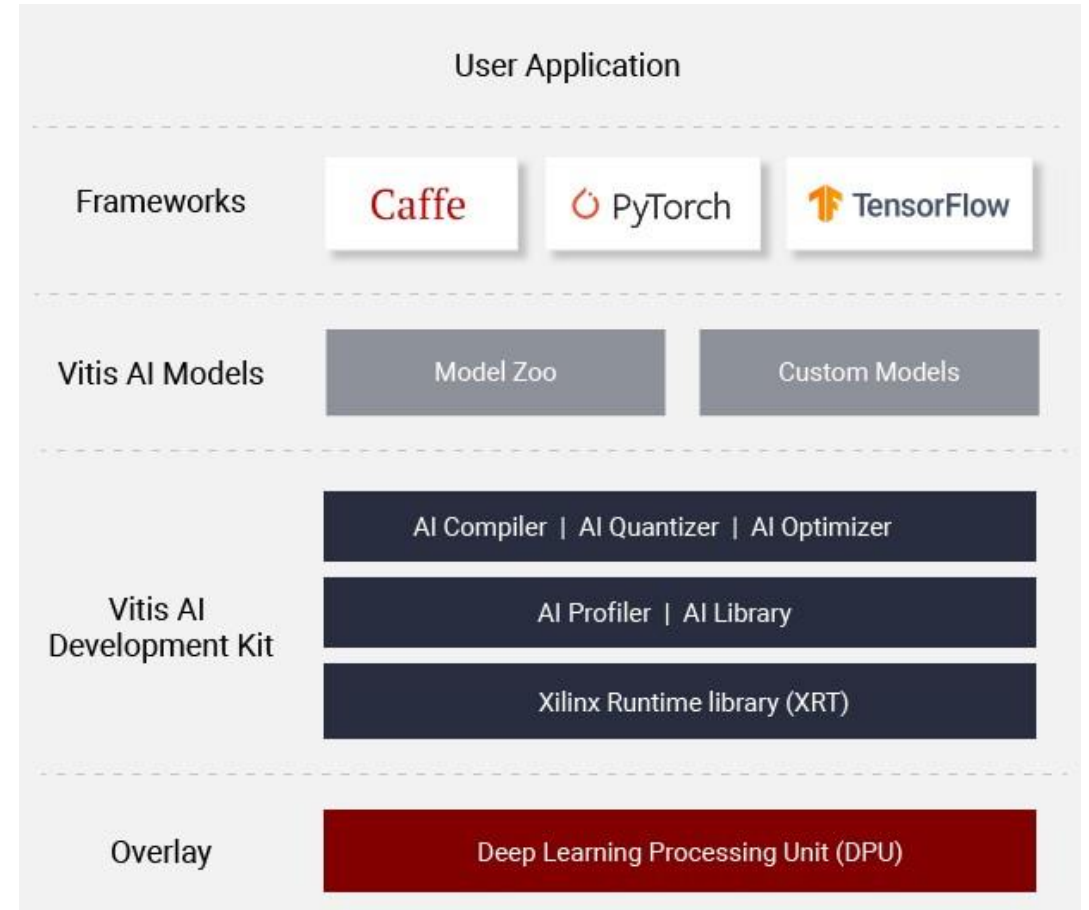 User Application
Frameworks
Caffe
PyTorch
TensorFlow
Vitis AI Models
Model Zoo
Custom Models
Vitis AI
Development Kit
AI Compiler | AI Quantizer | AI Optimizer
AI Profiler | AI Library
Xilinx Runtime library (XRT)
Overlay
Deep Learning Processing Unit (DPU)